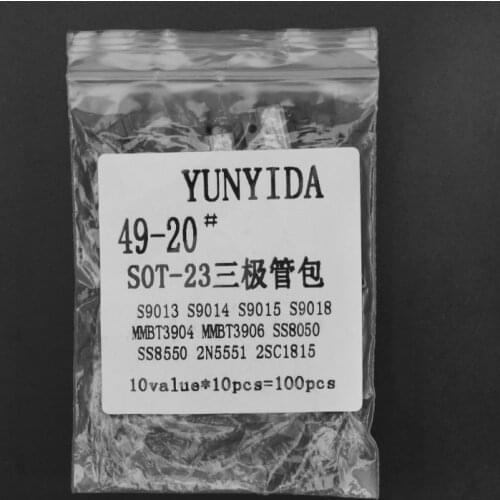 YUNYIDA
49-20#
SOT-23三极管包
S9013 S9014 S9015 S9018
MMBT3904 MMBT3906 SS8050
SS8550 2N5551 2SC1815
10value*10pcs=100pcs